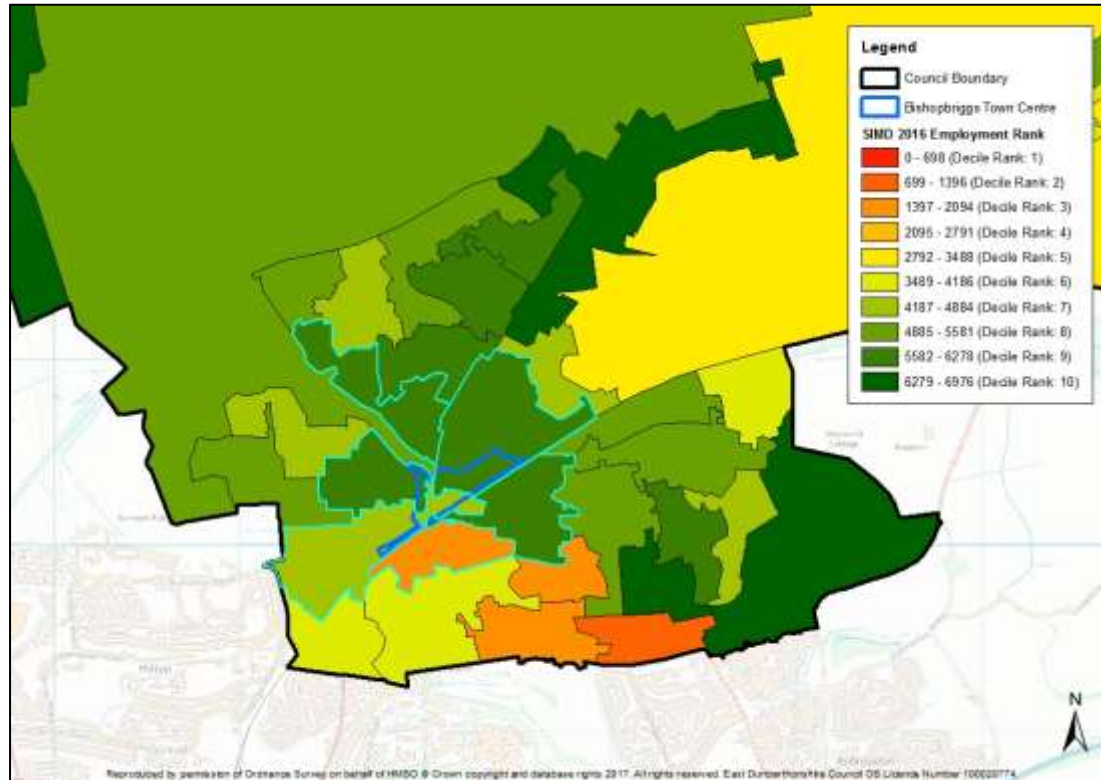 Legend
Council Boundary
Bishopbriggs Town Centre
SIMD 2016 Employment Rank
0 - 698 (Decile Rank: 1)
699 - 1396 (Decile Rank: 2)
1397 - 2094 (Decile Rank: 3)
2095 - 2791 (Decile Rank: 4)
2792 - 3488 (Decile Rank: 5)
3489 - 4186 (Decile Rank: 6)
4187 - 4884 (Decile Rank: 7)
4885 - 5581 (Decile Rank: 8)
5582 - 6278 (Decile Rank: 9)
6279 - 6976 (Decile Rank: 10)
Milton
N
Reproduced by permission of Ordnance Survey on behalf of HMSO © Crown copyright and database rights 2017. All rights reserved. East Dunbartonshire Council OS Licence Number 100020774